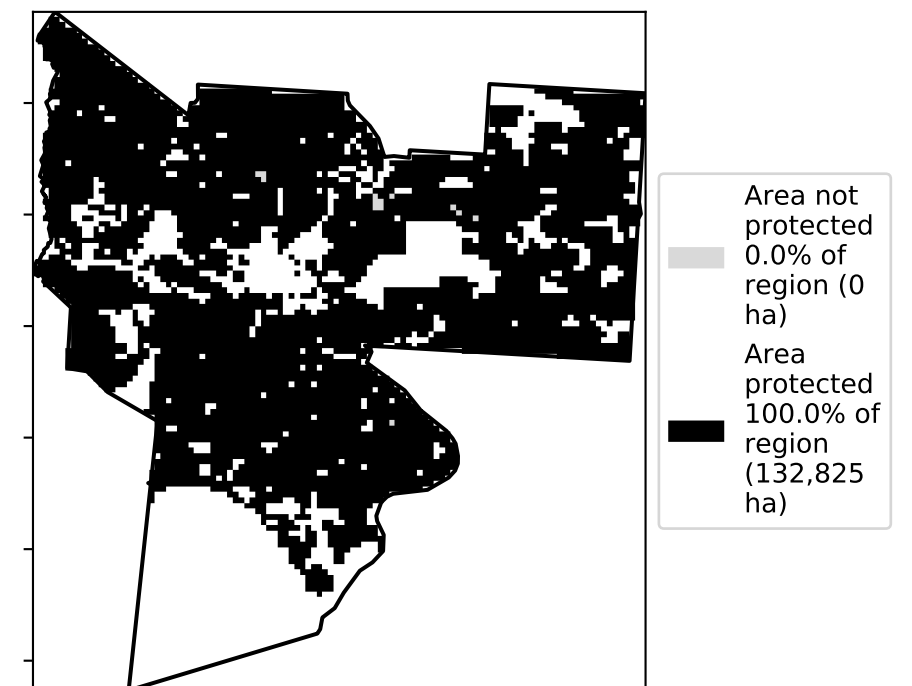 Area not
protected
0.0% of
region (0
ha)
Area
protected
100.0% of
region
(132,825
ha)